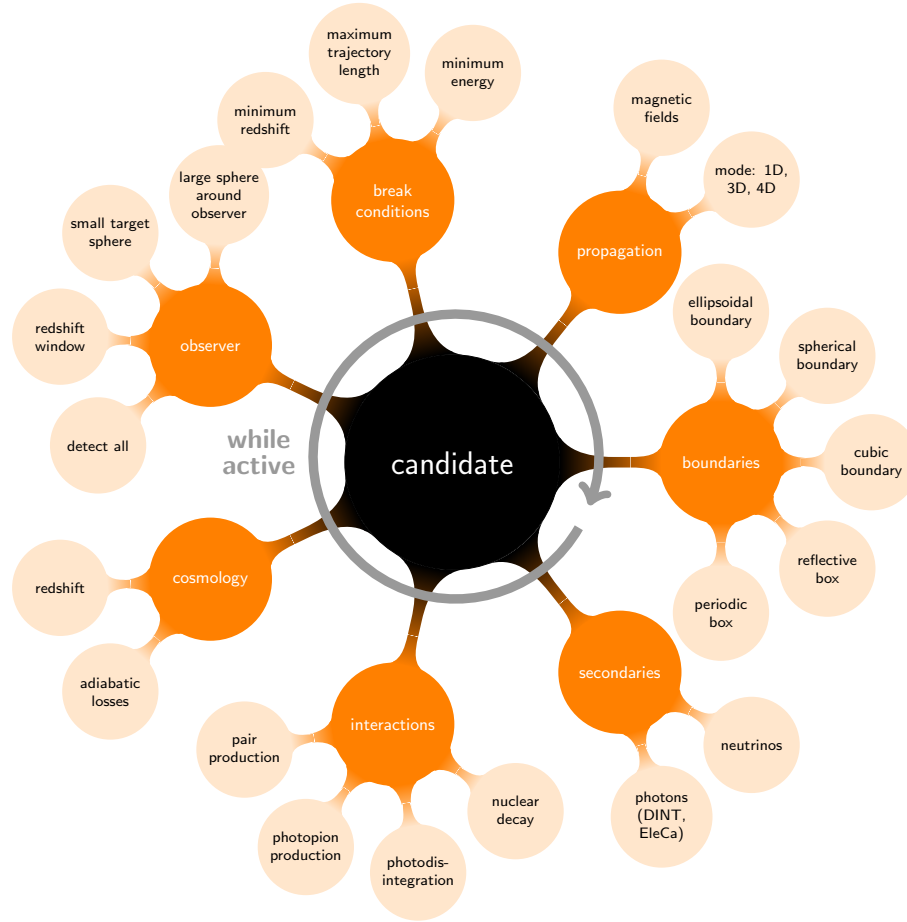 maximum
trajectory
length
minimum
energy
minimum
redshift
break
conditions
magnetic
fields
mode: 1D,
3D, 4D
propagation
large sphere
around
observer
small target
sphere
redshift
window
detect all
observer
ellipsoidal
boundary
spherical
boundary
cubic
boundary
reflective
box
periodic
box
boundaries
while
active
candidate
cosmology
redshift
adiabatic
losses
interactions
pair
production
photopion
production
photodis-
integration
nuclear
decay
secondaries
neutrinos
photons
(DINT,
EleCa)